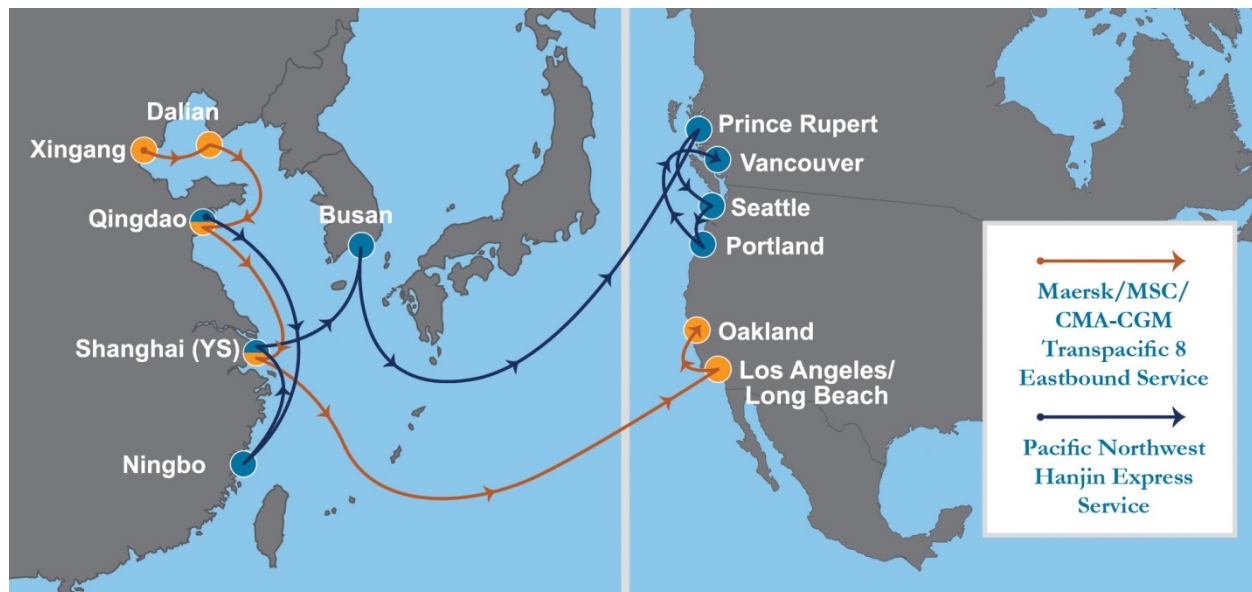 Dalian
Xingang
Qingdao
Busan
Shanghai (YS)
Ningbo
Prince Rupert
Vancouver
Seattle
Portland
Oakland
Los Angeles/
Long Beach
Maersk/MSC/
CMA-CGM
Transpacific 8
Eastbound Service
Pacific Northwest
Hanjin Express
Service